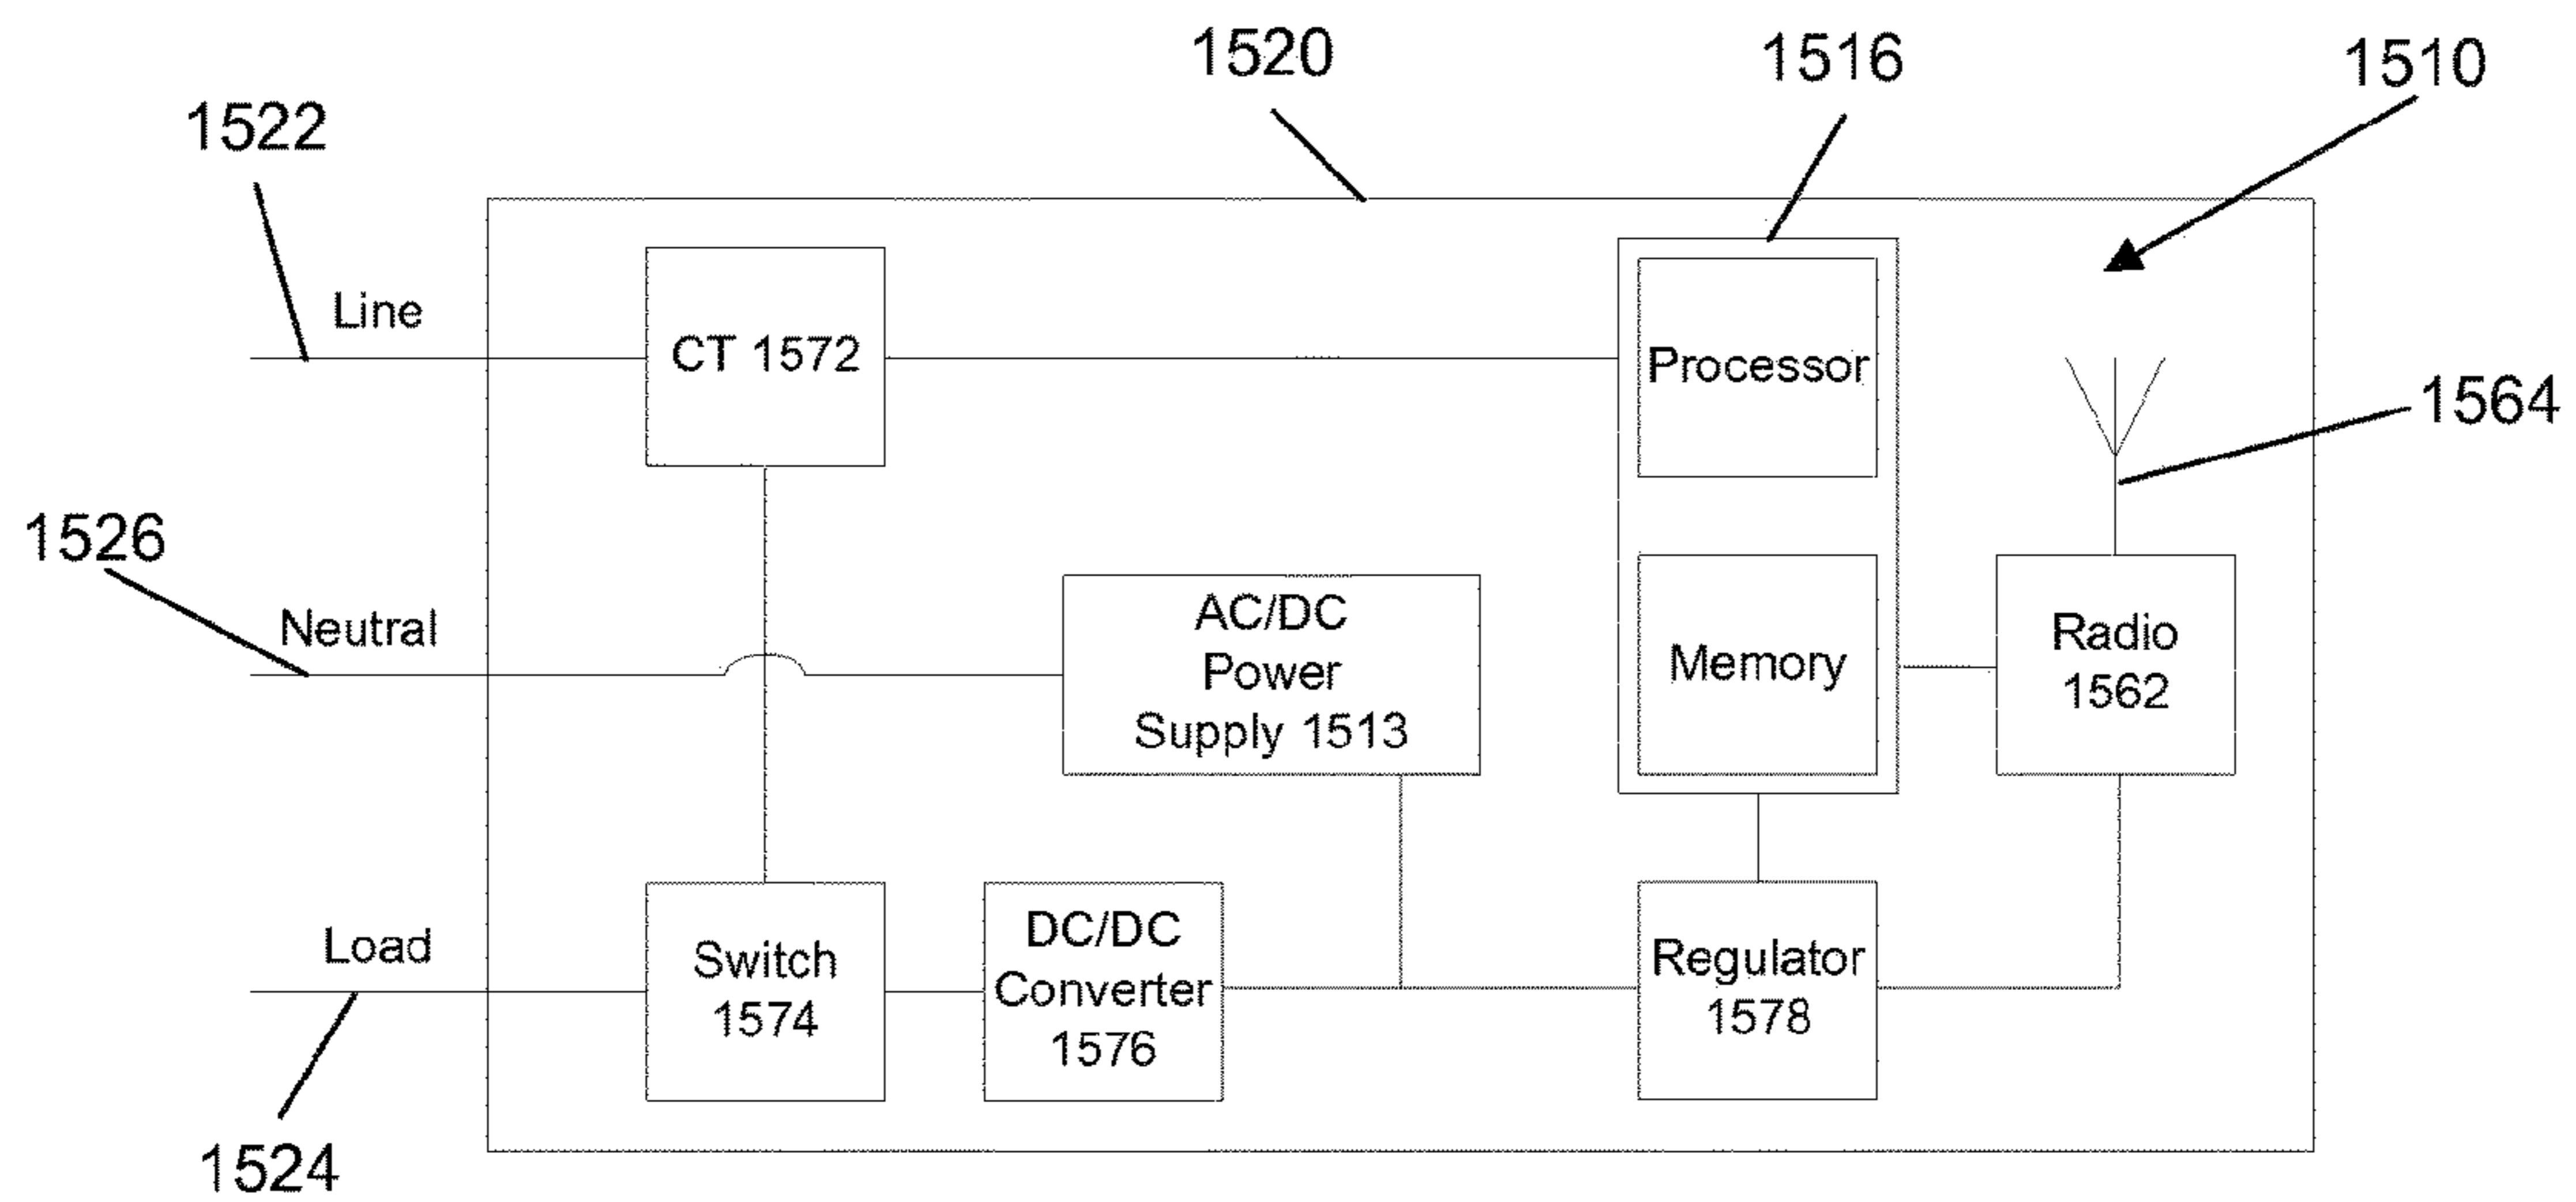 1520
1516
1510
1522
Line
CT 1572
Processor
1564
1526
Neutral
AC/DC
Power
Supply 1513
Memory
Radio
1562
Load
Switch
1574
DC/DC
Converter
1576
Regulator
1578
1524